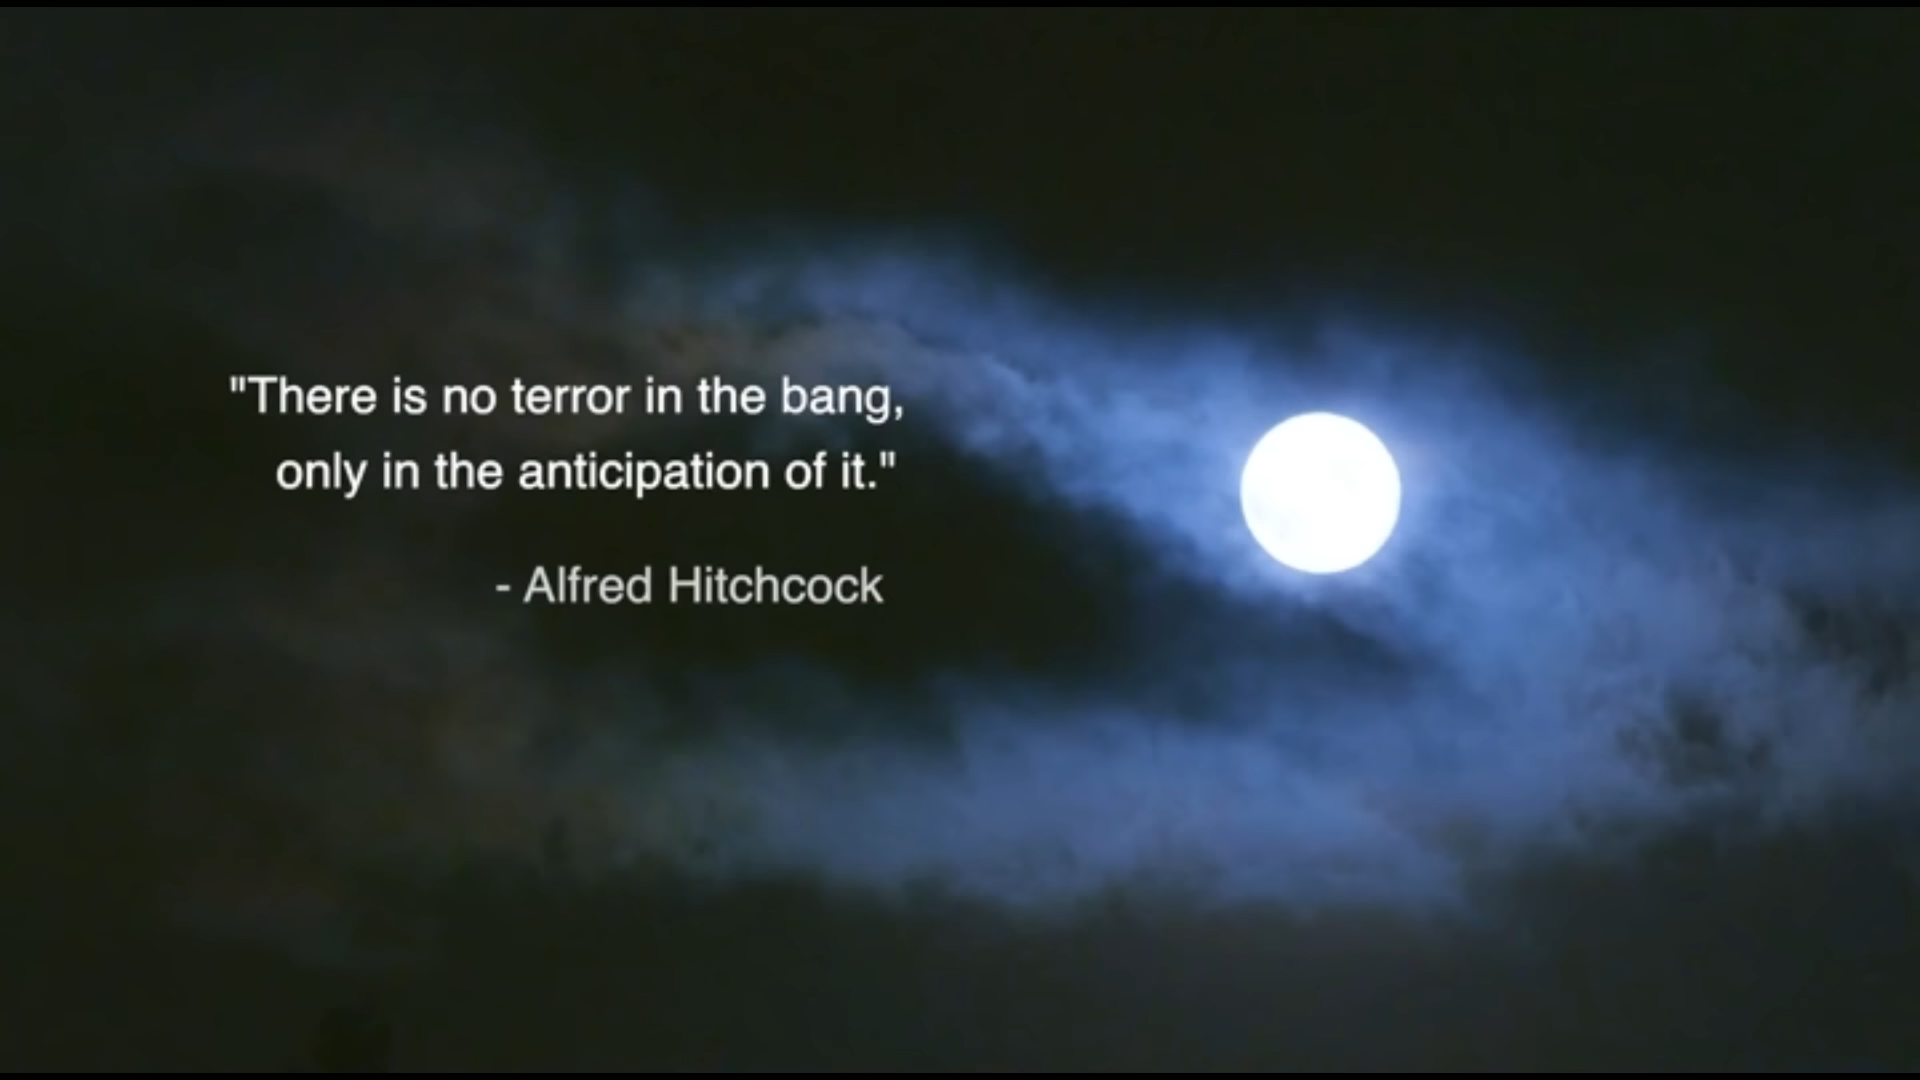 "There is no terror in the bang,
only in the anticipation of it."
- Alfred Hitchcock